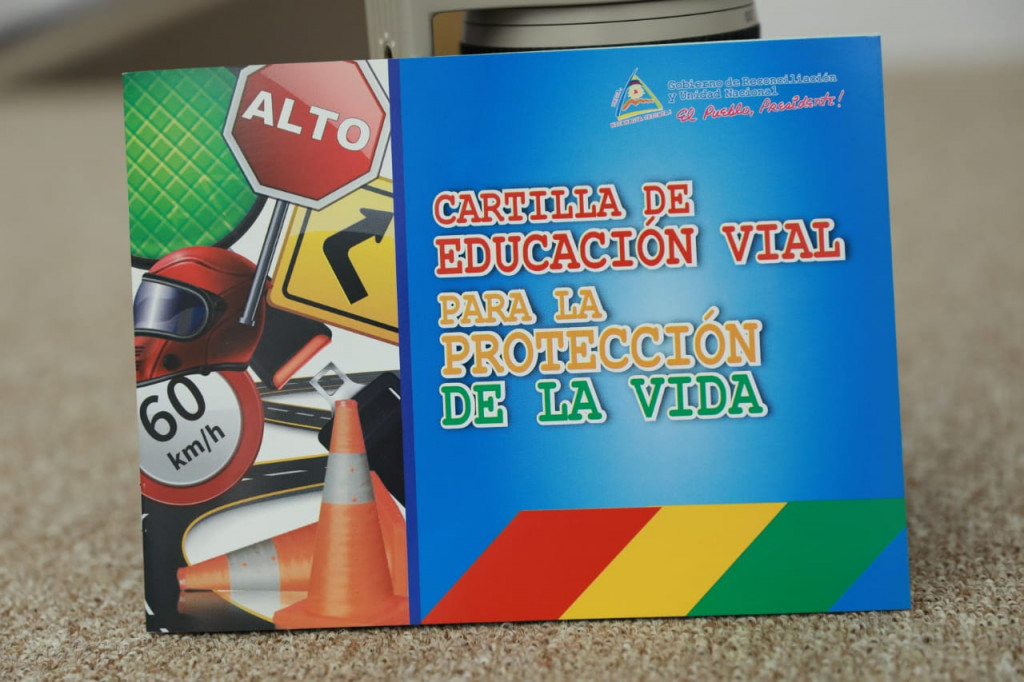 ALTO
60
km/h
Gobierno de Reconciliación
y Unidad Nacional
El Pueblo, Presidente!
CARTILLA DE
EDUCACIÓN VIAL
PARA LA
PROTECCIÓN
DE LA VIDA